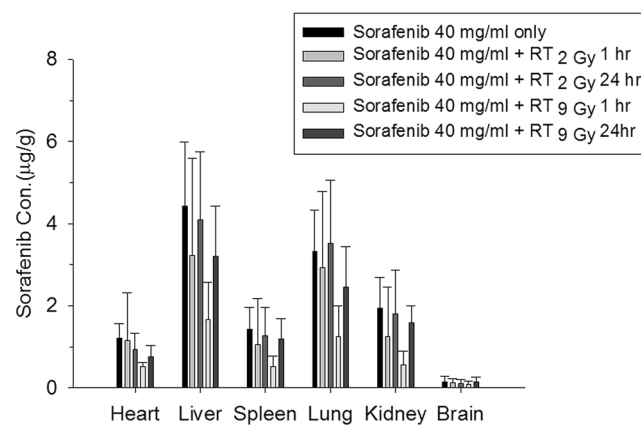 Sorafenib 40 mg/ml only
Sorafenib 40 mg/ml + RT 2 Gy 1 hr
Sorafenib 40 mg/ml + RT 2 Gy 24 hr
Sorafenib 40 mg/ml + RT 9 Gy 1 hr
Sorafenib 40 mg/ml + RT 9 Gy 24hr
Sorafenib Con.(µg/g)
8
6
4
2
0
Heart Liver Spleen Lung Kidney Brain